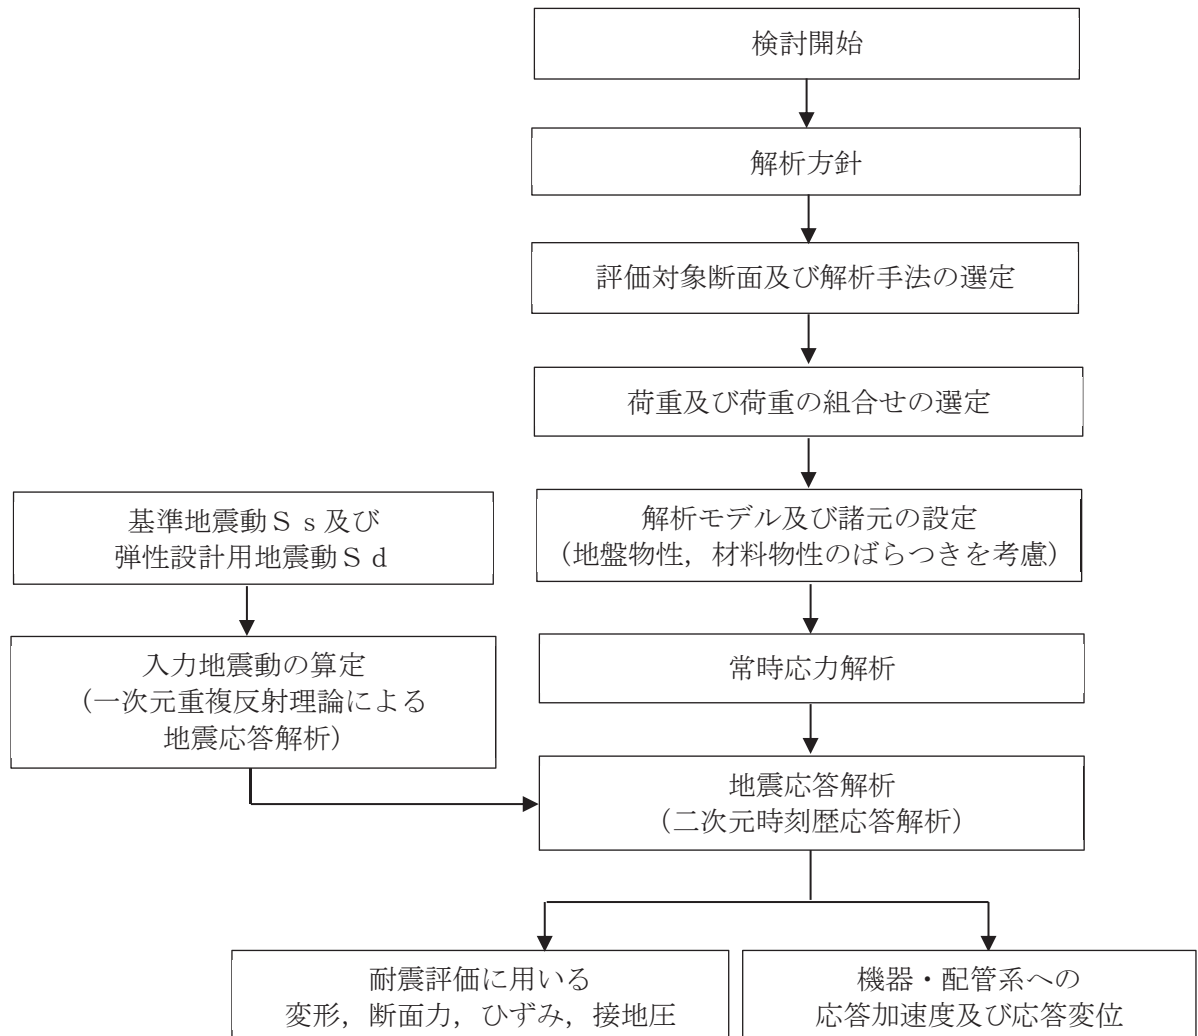 検討開始
解析方針
評価対象断面及び解析手法の選定
荷重及び荷重の組合せの選定
基準地震動Ｓｓ及び
弾性設計用地震動Ｓｄ
解析モデル及び諸元の設定
（地盤物性，材料物性のばらつきを考慮）
入力地震動の算定
（一次元重複反射理論による
地震応答解析）
常時応力解析
地震応答解析
（二次元時刻歴応答解析）
耐震評価に用いる
変形，断面力，ひずみ，接地圧
機器・配管系への
応答加速度及び応答変位